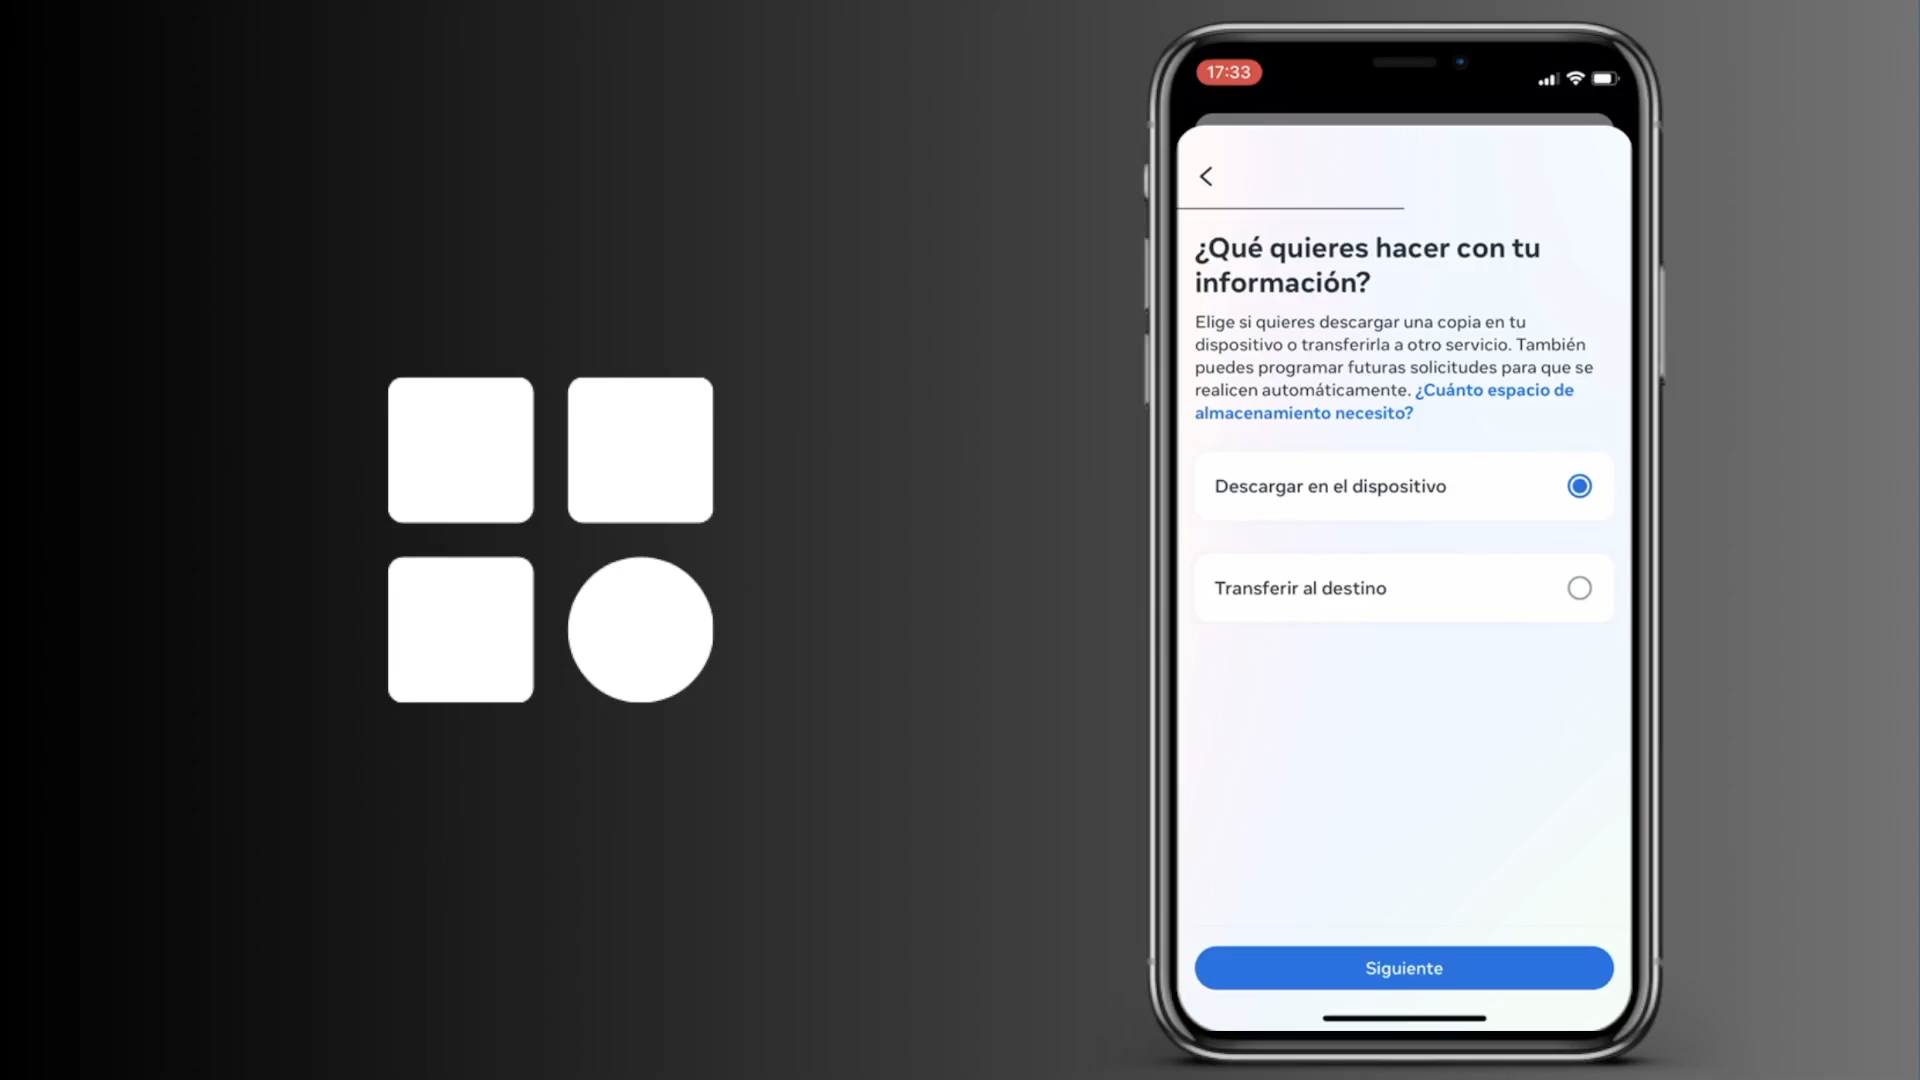 17:33
¿Qué quieres hacer con tu
información?
Elige si quieres descargar una copia en tu
dispositivo o transferirla a otro servicio. También
puedes programar futuras solicitudes para que se
realicen automáticamente. ¿Cuánto espacio de
almacenamiento necesito?
Descargar en el dispositivo
Transferir al destino
Siguiente